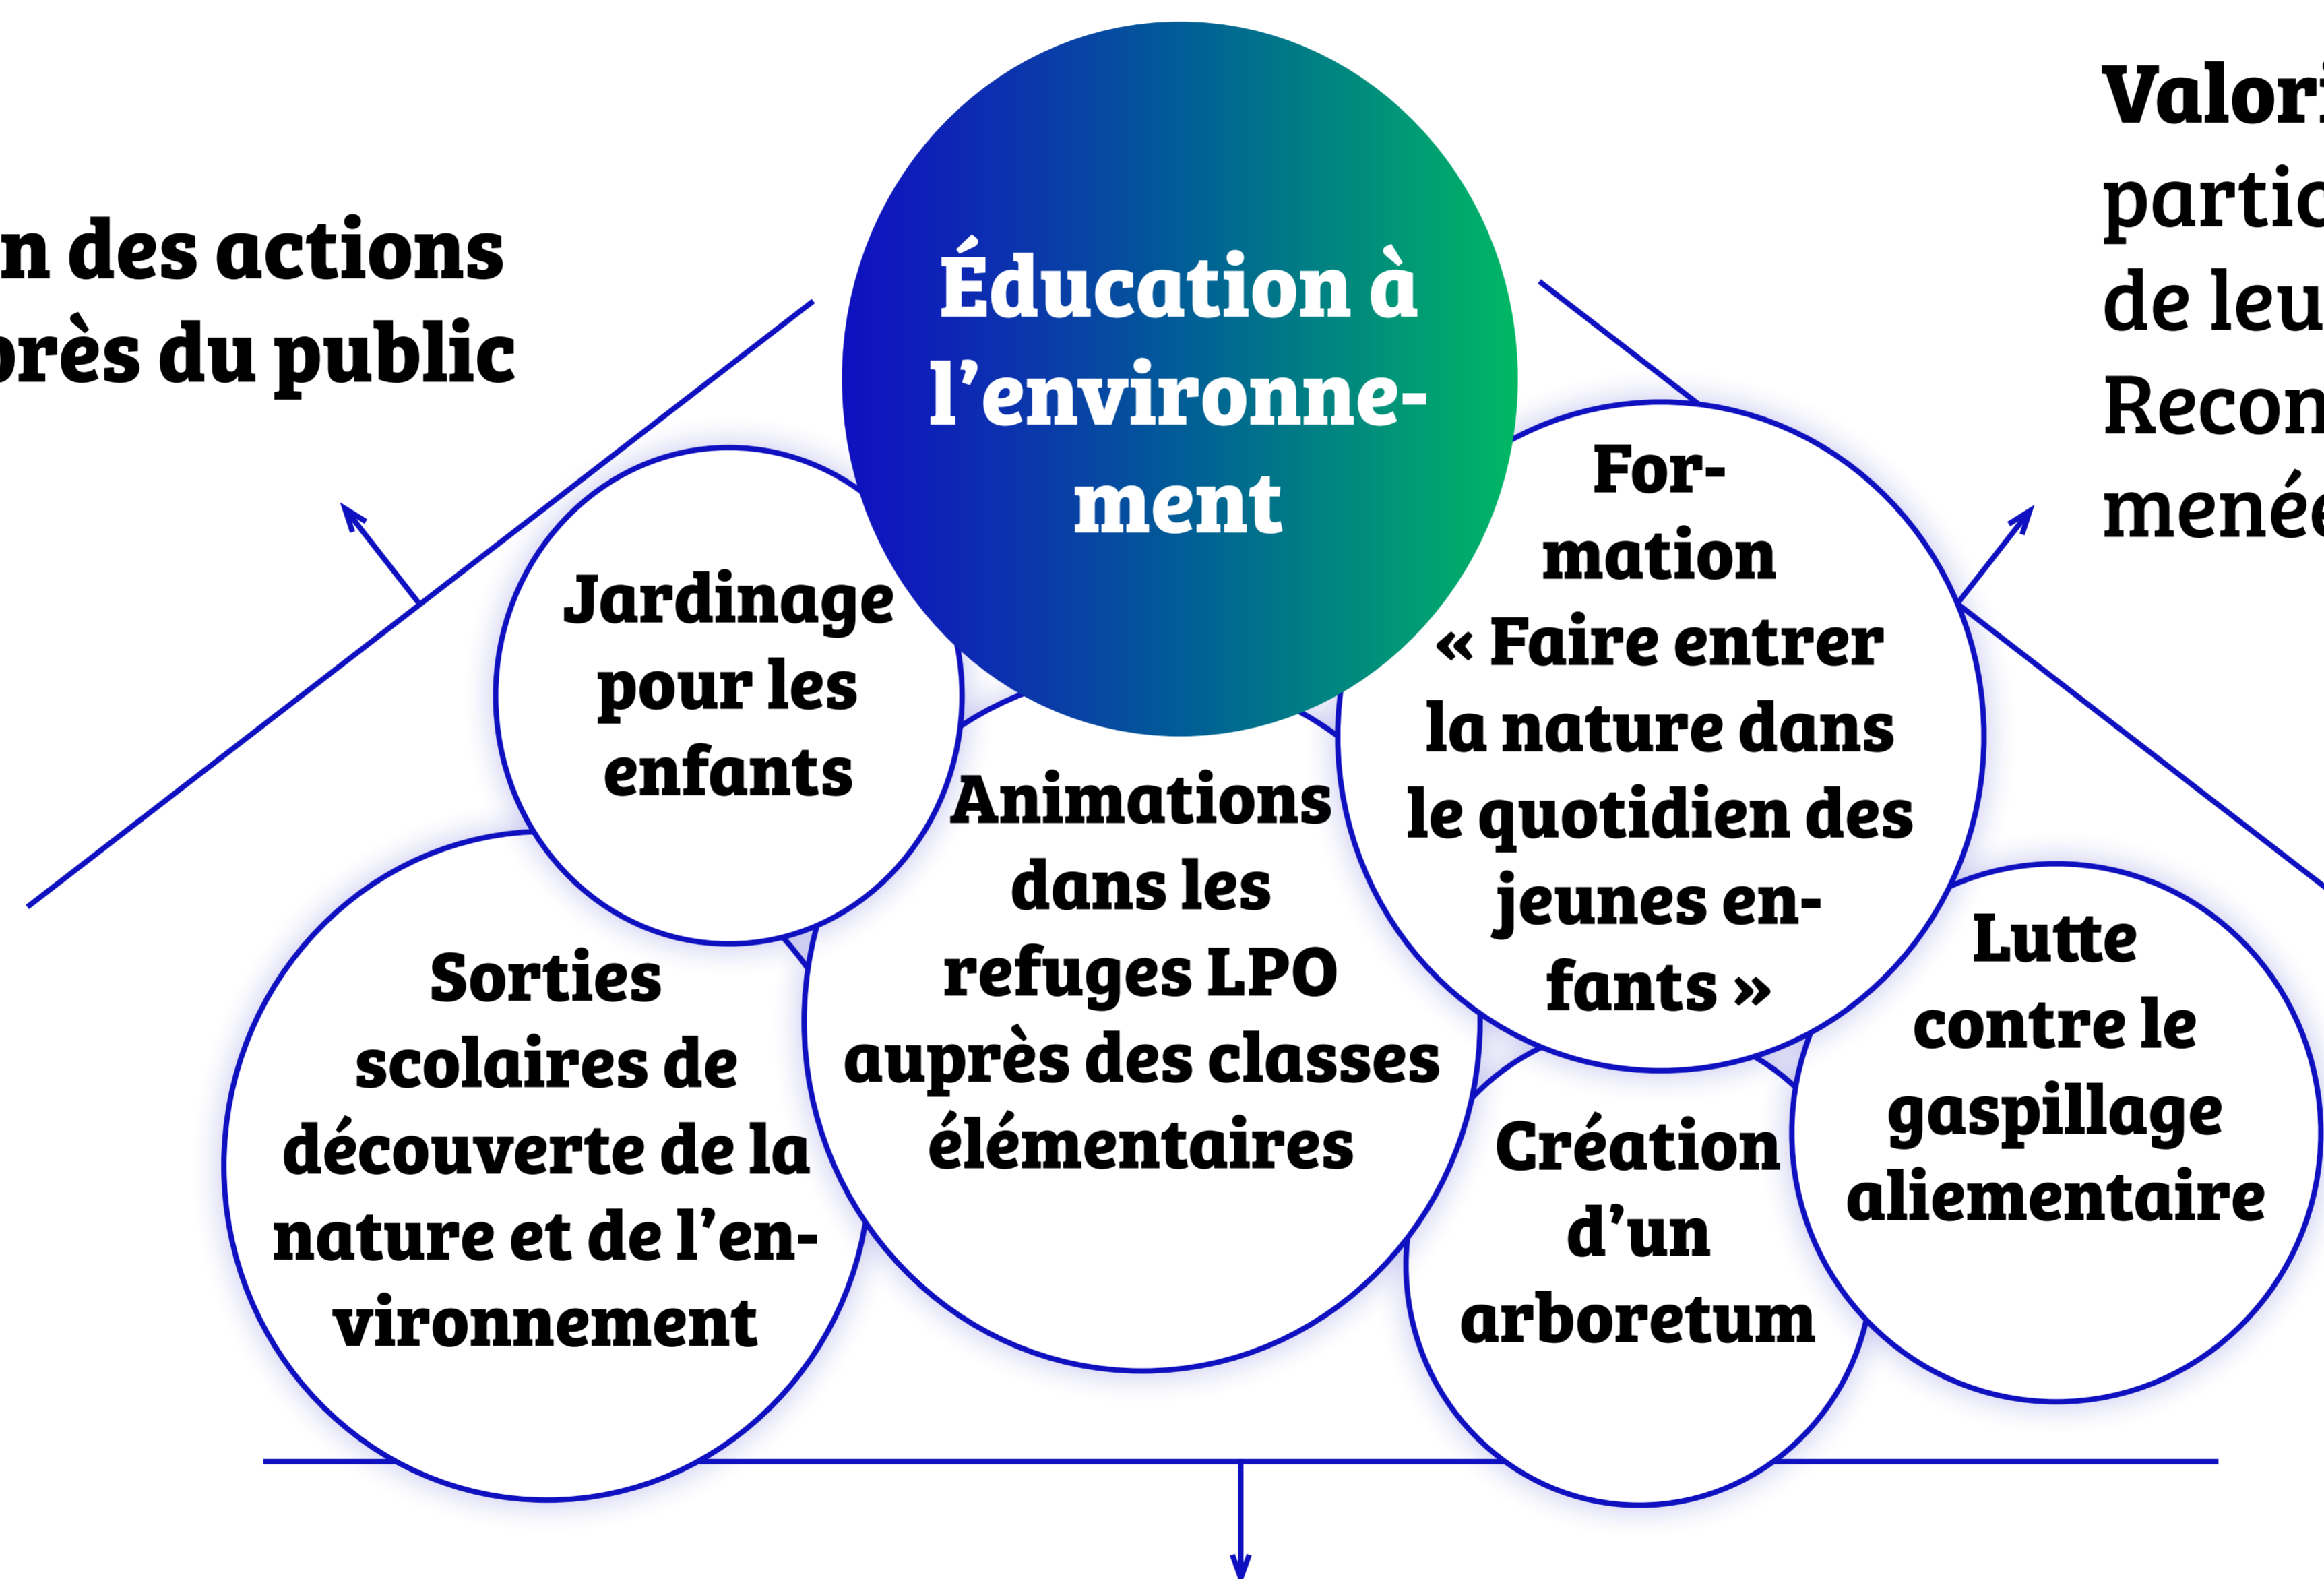 n des actions
près du public
Éducation à
l’environne-
ment
Valori
partic
de leu
Recon
menée
Jardinage
pour les
enfants
For-
mation
« Faire entrer
la nature dans
le quotidien des
jeunes en-
fants »
Animations
dans les
refuges LPO
auprès des classes
élémentaires
Sorties
scolaires de
découverte de la
nature et de l’en-
vironnement
Création
d’un
arboretum
Lutte
contre le
gaspillage
aliementaire